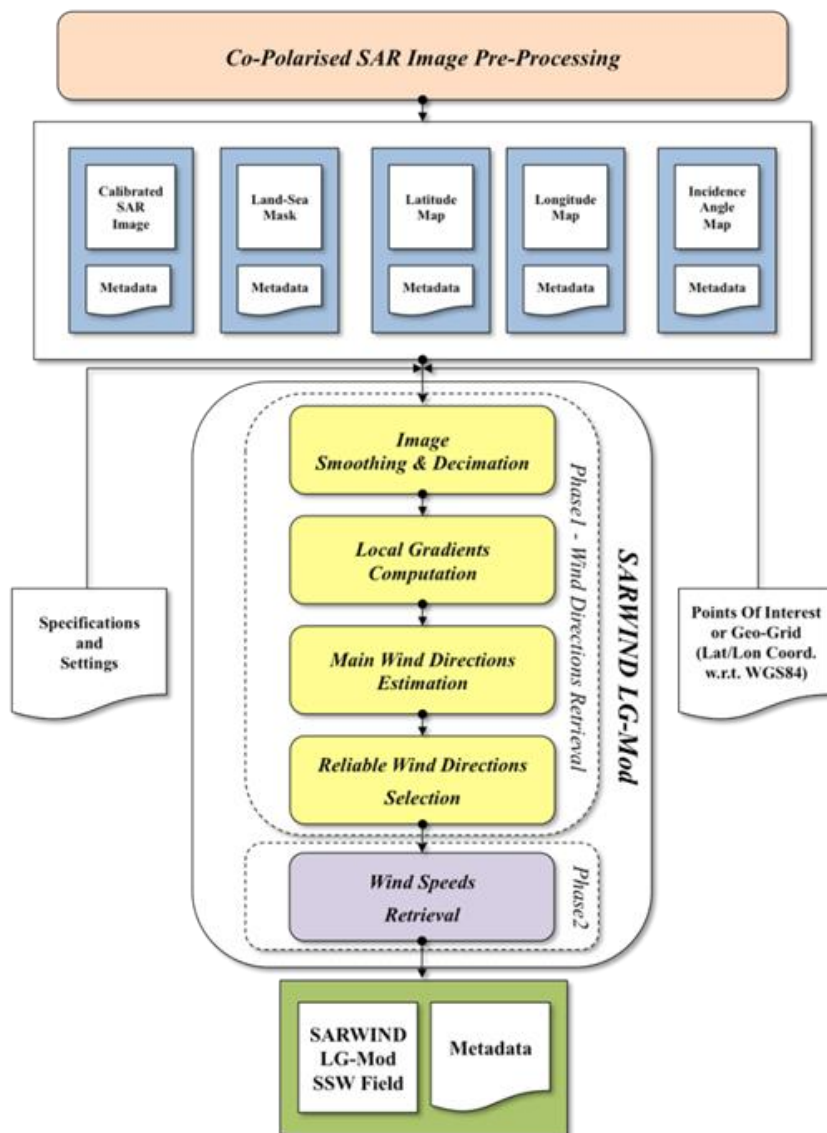 Co-Polarised SAR Image Pre-Processing
Calibrated
SAR
Image
Metadata
Land-Sea
Mask
Metadata
Latitude
Map
Metadata
Longitude
Map
Metadata
Incidence
Angle
Map
Metadata
Specifications
and
Settings
Points Of Interest
or Geo-Grid
(Lat/Lon Coord.
w.r.t. WGS84)
SARWIND LG-Mod
Phase1 - Wind Directions Retrieval
Image
Smoothing & Decimation
Local Gradients
Computation
Main Wind Directions
Estimation
Reliable Wind Directions
Selection
Phase2
Wind Speeds
Retrieval
SARWIND
LG-Mod
SSW Field
Metadata